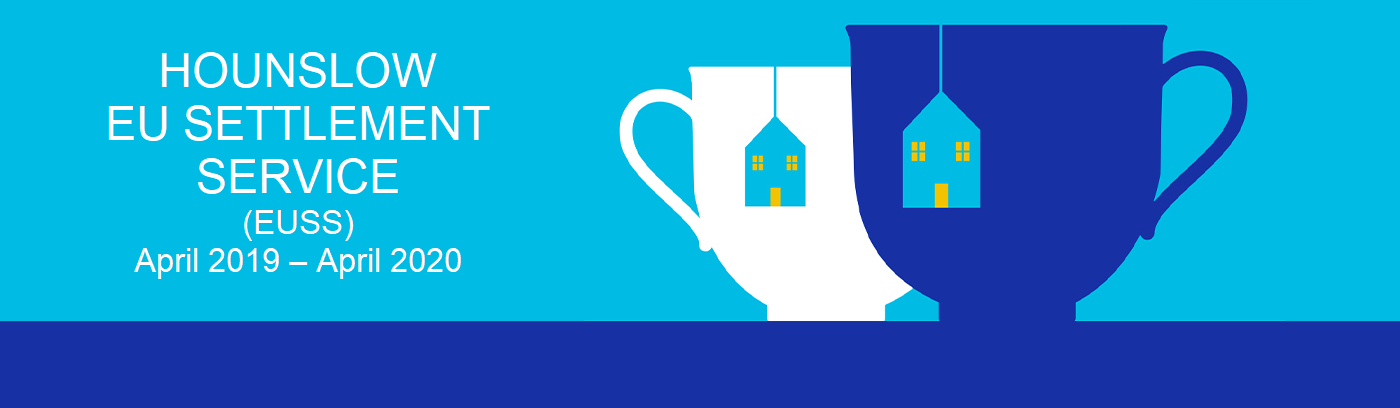 HOUNSLOW
EU SETTLEMENT
SERVICE
(EUSS)
April 2019 – April 2020